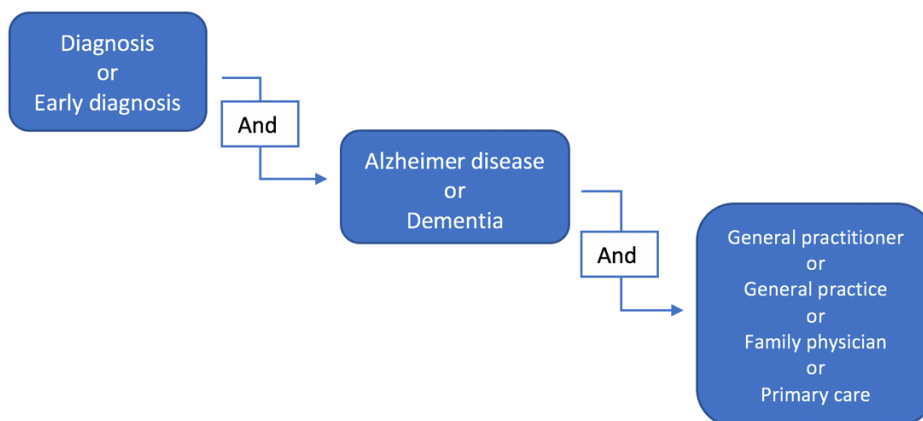 Diagnosis
or
Early diagnosis
And
Alzheimer disease
or
Dementia
And
General practitioner
or
General practice
or
Family physician
or
Primary care